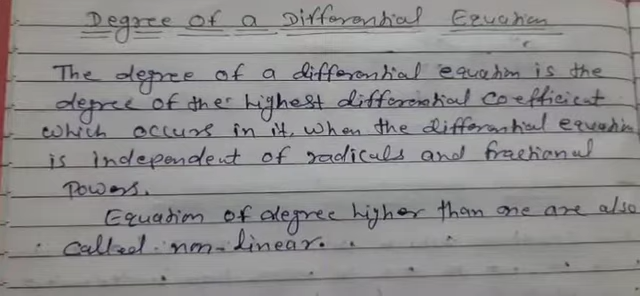 Degree of a Differential Equation
The degree of a differential equation is the
degree of the highest differential coefficient
which occurs in it, when the differential equation
is independent of radicals and fractional
powers.
Equation of degree higher than one are also
called non-linear.